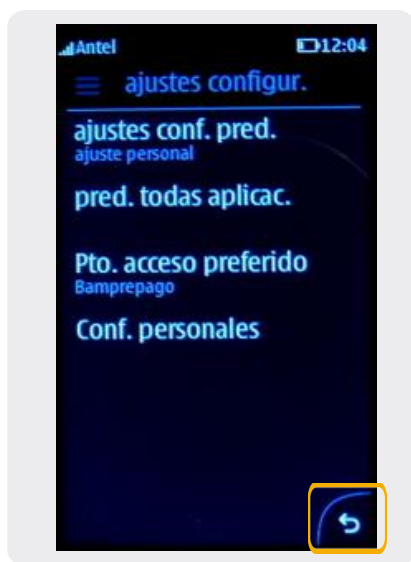 Antel 12:04
ajustes configur.
ajustes conf. pred.
ajuste personal
pred. todas aplicac.
Pto. acceso preferido
Bamprepago
Conf. personales